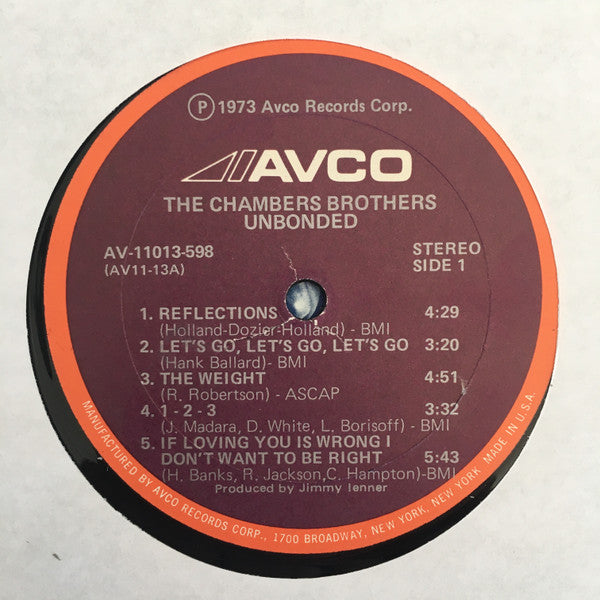 Ⓟ 1973 Avco Records Corp.
AVCO
THE CHAMBERS BROTHERS
UNBONDED
AV-11013-598 STEREO
(AV11-13A) SIDE 1
1. REFLECTIONS 4:29
(Holland-Dozier-Holland) - BMI
2. LET'S GO, LET'S GO, LET'S GO 3:20
(Hank Ballard) - BMI
3. THE WEIGHT 4:51
(R. Robertson) - ASCAP
4. 1 - 2 - 3 3:32
(J. Madara, D. White, L. Borisoff) - BMI
5. IF LOVING YOU IS WRONG I
DON'T WANT TO BE RIGHT 5:43
(H. Banks, R. Jackson,C. Hampton)-BMI
Produced by Jimmy Ienner
MANUFACTURED BY AVCO RECORDS CORP., 1700 BROADWAY, NEW YORK, NEW YORK. MADE IN U.S.A.